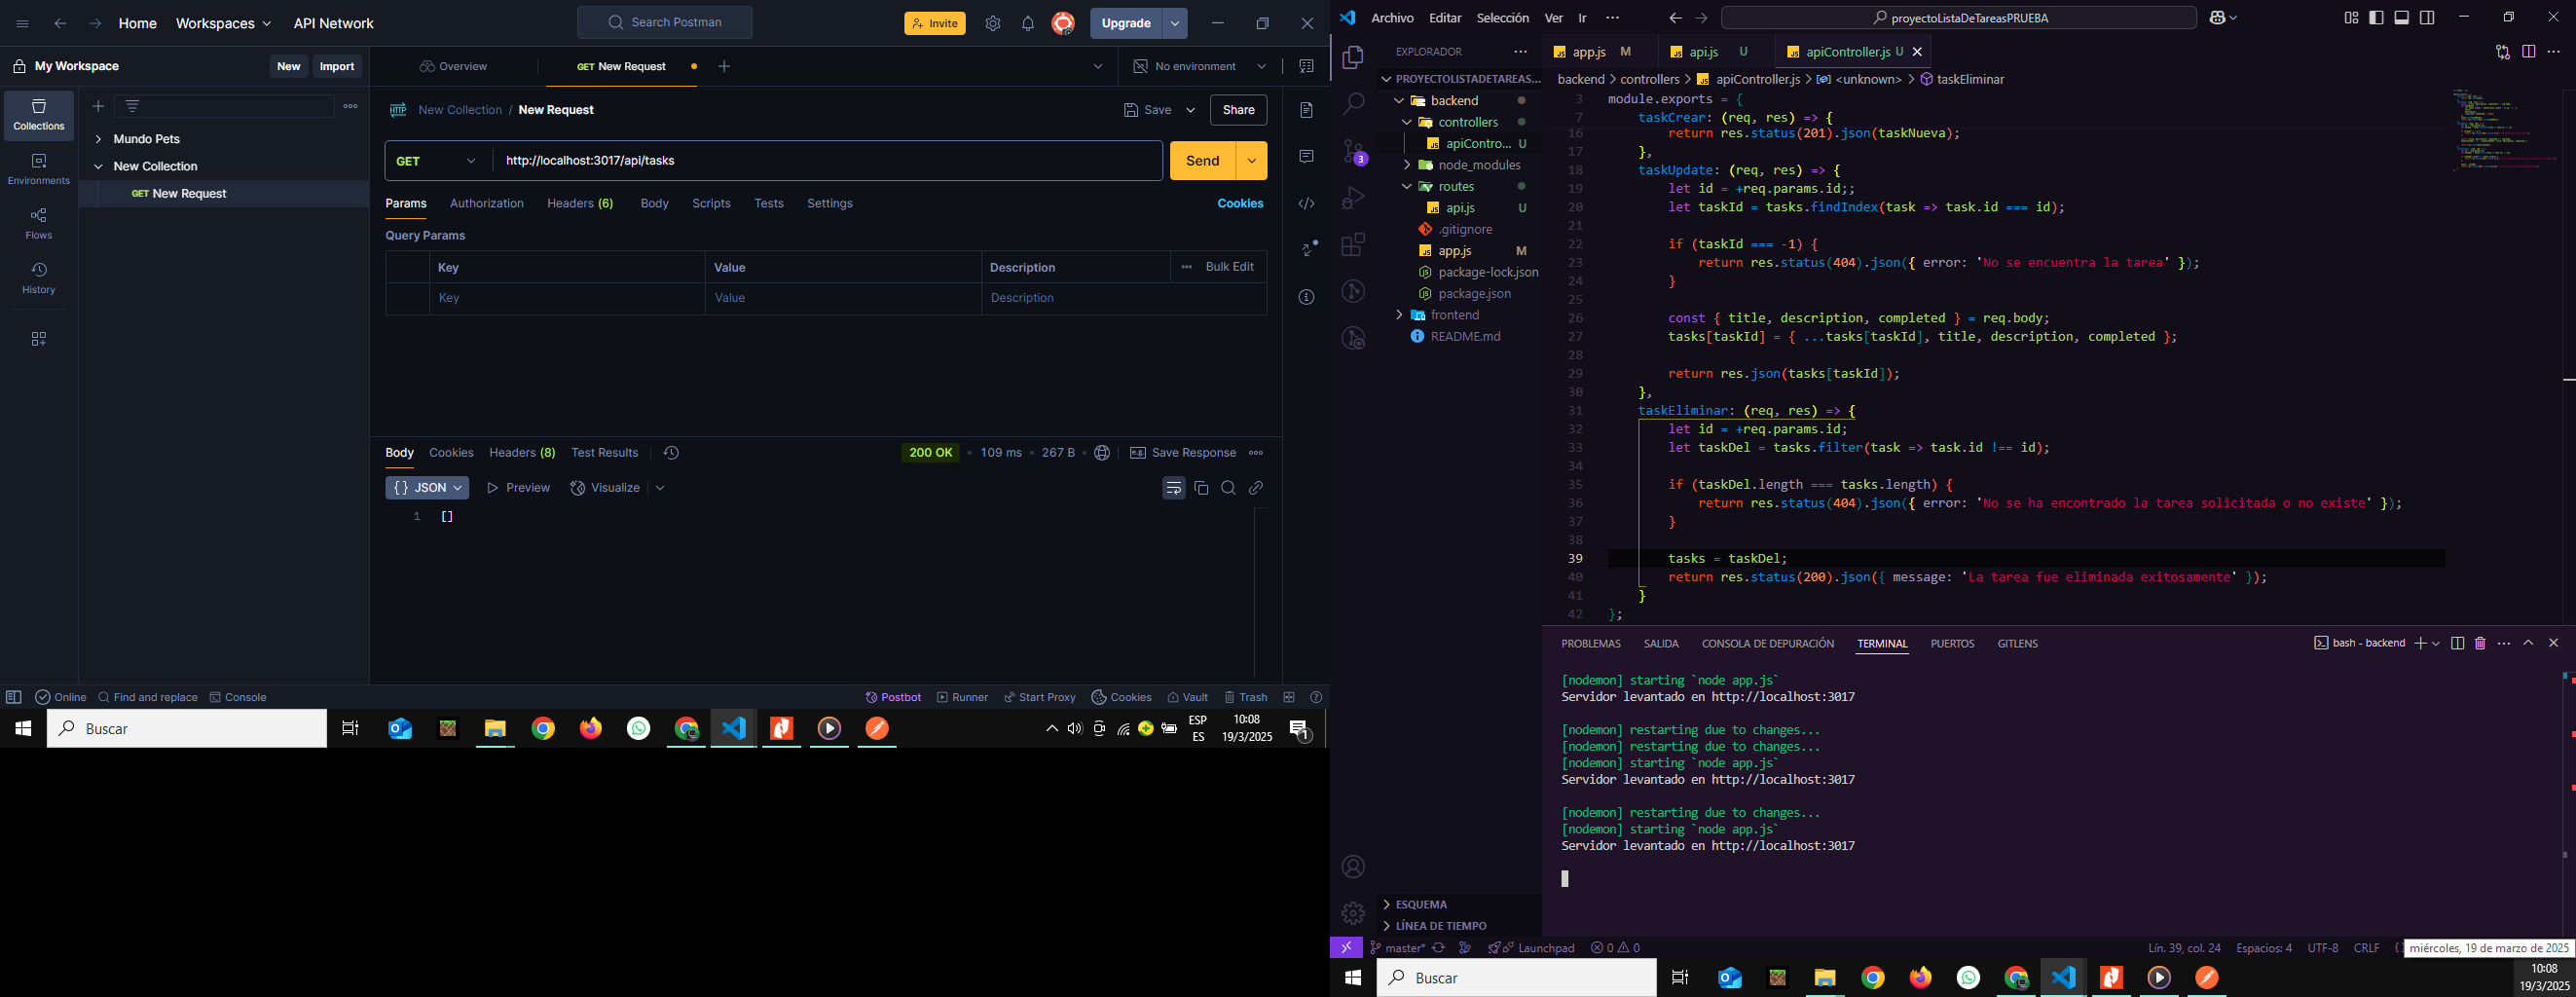 Home
Workspaces
API Network
Search Postman
Invite
Upgrade
My Workspace
New
Import
Overview
GET New Request
No environment
Collections
Environments
Flows
History
Mundo Pets
New Collection
GET New Request
New Collection / New Request
Save
Share
GET
http://localhost:3017/api/tasks
Send
Params
Authorization
Headers (6)
Body
Scripts
Tests
Settings
Cookies
Query Params
Key
Value
Description
Bulk Edit
Key
Value
Description
Body
Cookies
Headers (8)
Test Results
200 OK
109 ms
267 B
Save Response
{} JSON
Preview
Visualize
1 []
Online
Find and replace
Console
Postbot
Runner
Start Proxy
Cookies
Vault
Trash
Buscar
ESP
ES
10:08
19/3/2025
1
Archivo
Editar
Selección
Ver
Ir
proyectoListaDeTareasPRUEBA
EXPLORADOR
PROYECTOLISTADETAREAS...
backend
controllers
apiContro... U
node_modules
routes
api.js U
.gitignore
app.js M
package-lock.json
package.json
frontend
README.md
3
ESQUEMA
LÍNEA DE TIEMPO
app.js M
api.js U
apiController.js U
backend > controllers > apiController.js > <unknown> > taskEliminar
3 module.exports = {
7 taskCrear: (req, res) => {
16 return res.status(201).json(taskNueva);
17 },
18 taskUpdate: (req, res) => {
19 let id = +req.params.id;;
20 let taskId = tasks.findIndex(task => task.id === id);
21
22 if (taskId === -1) {
23 return res.status(404).json({ error: 'No se encuentra la tarea' });
24 }
25
26 const { title, description, completed } = req.body;
27 tasks[taskId] = { ...tasks[taskId], title, description, completed };
28
29 return res.json(tasks[taskId]);
30 },
31 taskEliminar: (req, res) => {
32 let id = +req.params.id;
33 let taskDel = tasks.filter(task => task.id !== id);
34
35 if (taskDel.length === tasks.length) {
36 return res.status(404).json({ error: 'No se ha encontrado la tarea solicitada o no existe' });
37 }
38
39 tasks = taskDel;
40 return res.status(200).json({ message: 'La tarea fue eliminada exitosamente' });
41 }
42 };
PROBLEMAS
SALIDA
CONSOLA DE DEPURACIÓN
TERMINAL
PUERTOS
GITLENS
bash - backend
[nodemon] starting `node app.js`
Servidor levantado en http://localhost:3017
[nodemon] restarting due to changes...
[nodemon] restarting due to changes...
[nodemon] starting `node app.js`
Servidor levantado en http://localhost:3017
[nodemon] restarting due to changes...
[nodemon] starting `node app.js`
Servidor levantado en http://localhost:3017
master*
Launchpad
0 0
Lín. 39, col. 24
Espacios: 4
UTF-8
CRLF
miércoles, 19 de marzo de 2025
Buscar
10:08
19/3/2025